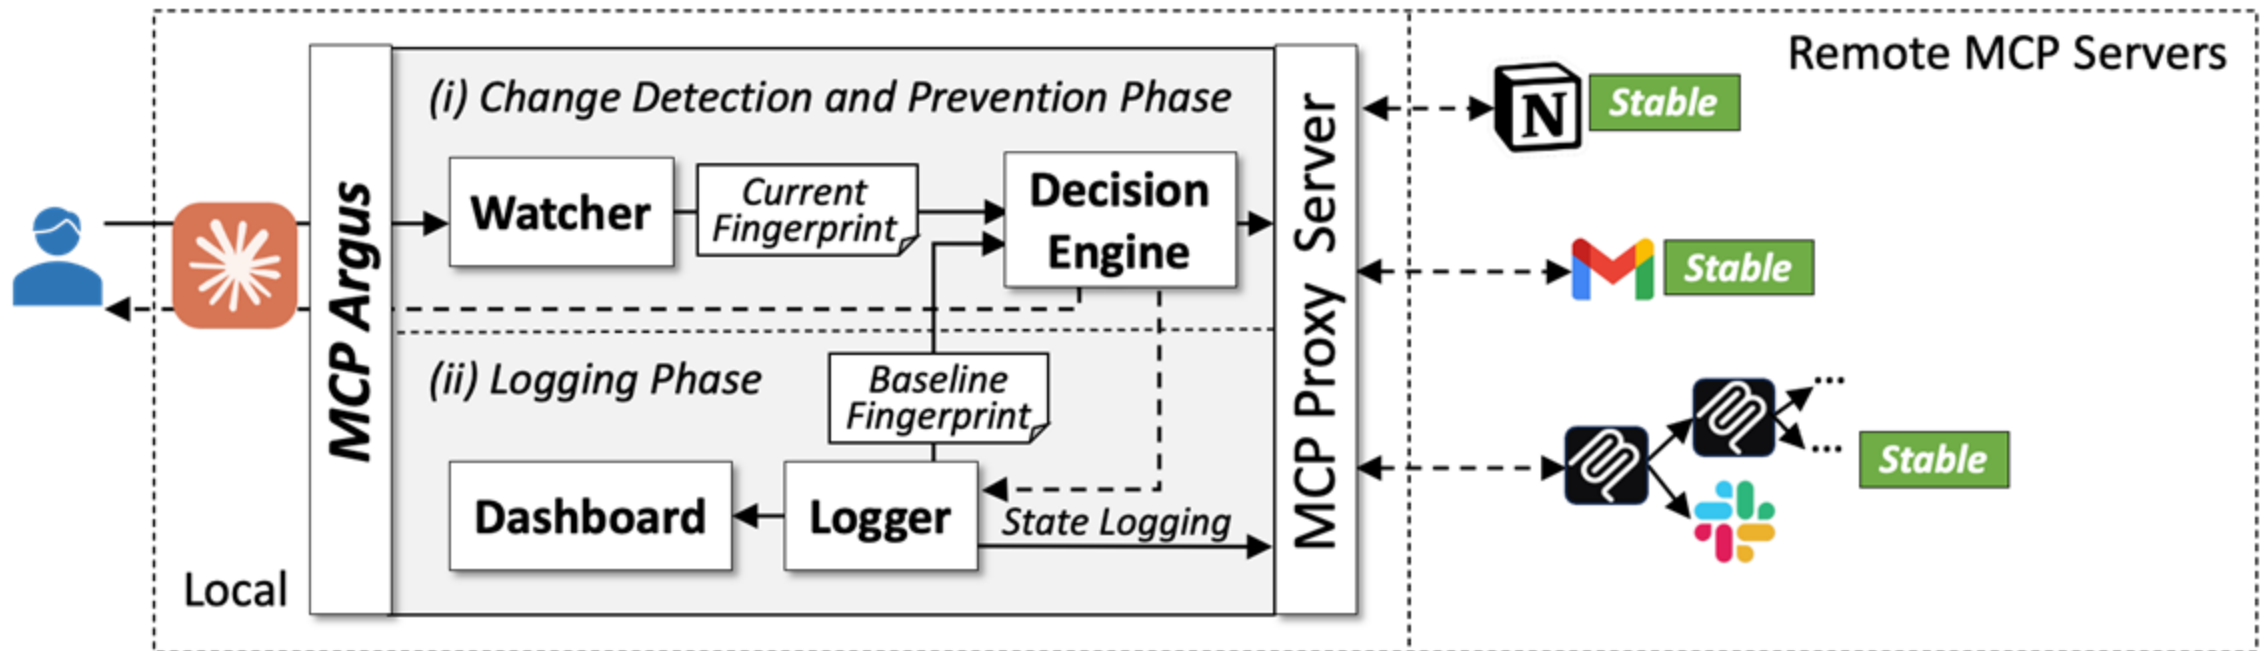 Remote MCP Servers
(i) Change Detection and Prevention Phase
MCP Argus
Watcher
Current
Fingerprint
Decision
Engine
MCP Proxy Server
N
Stable
Stable
(ii) Logging Phase
Baseline
Fingerprint
Dashboard
Logger
State Logging
...
...
Stable
Local